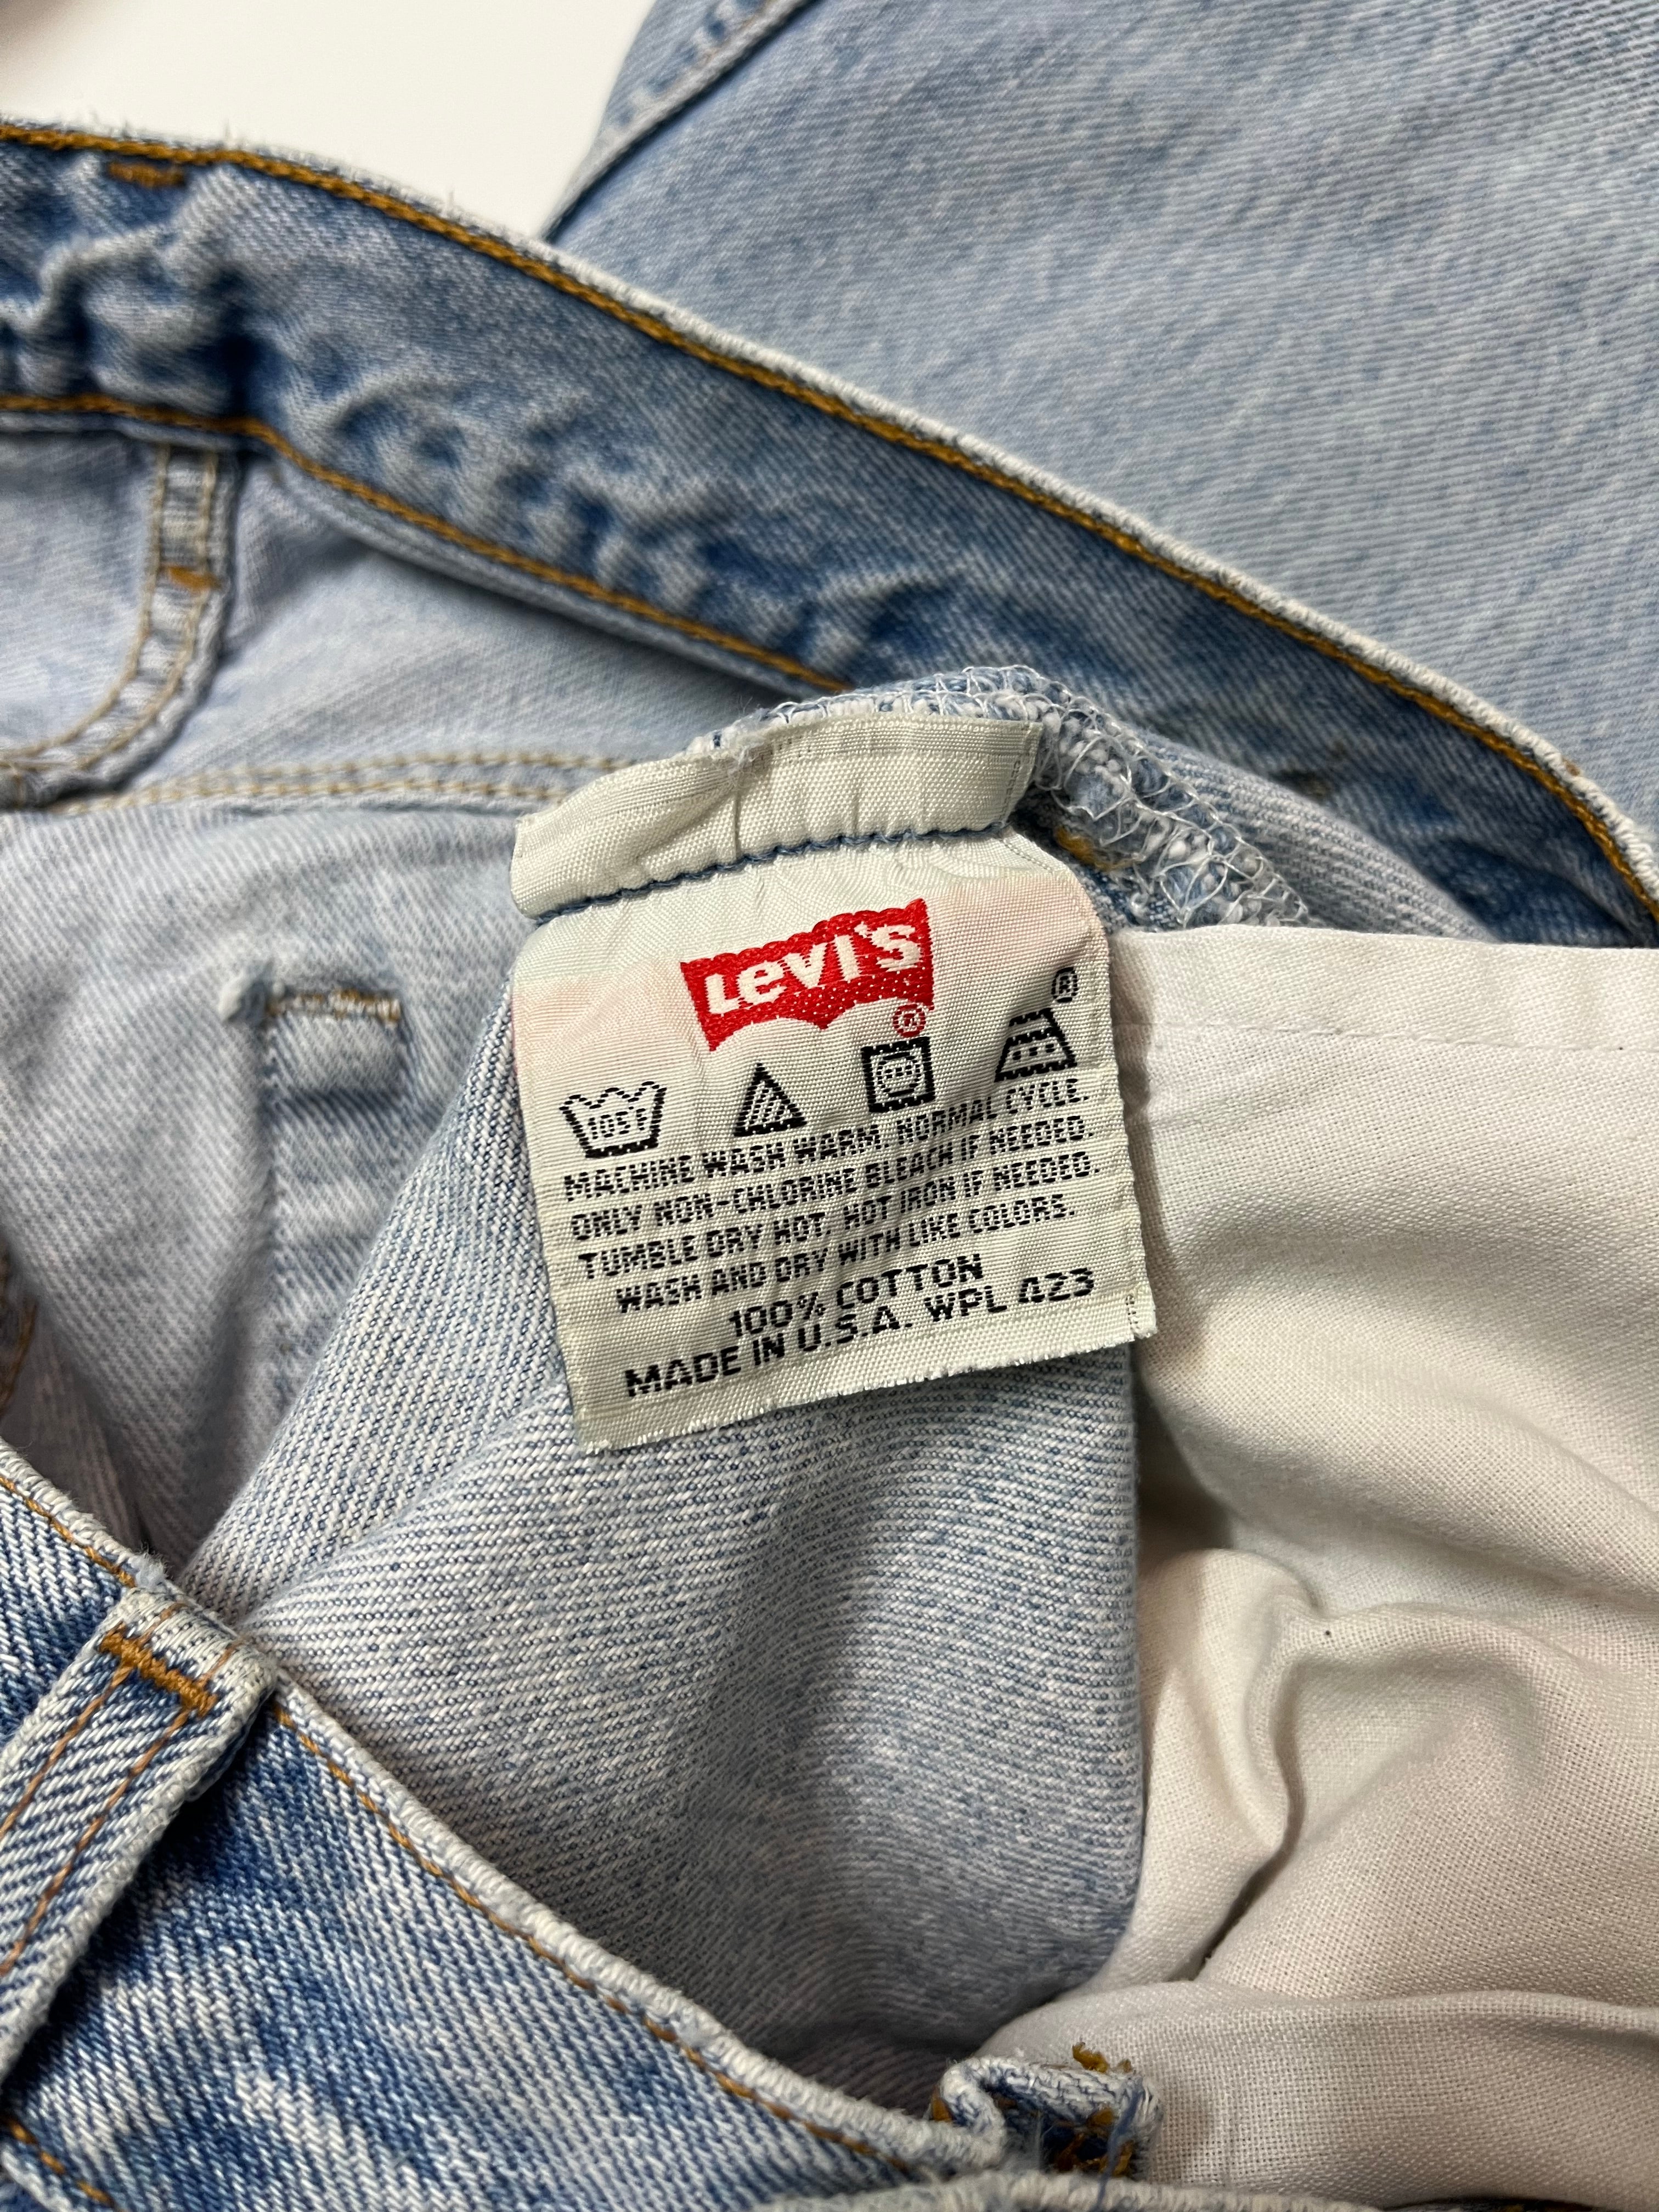 Levi's
®
®
105°
MACHINE WASH WARM, NORMAL CYCLE.
ONLY NON-CHLORINE BLEACH IF NEEDED.
TUMBLE DRY HOT. HOT IRON IF NEEDED.
WASH AND DRY WITH LIKE COLORS.
100% COTTON
MADE IN U.S.A. WPL 423